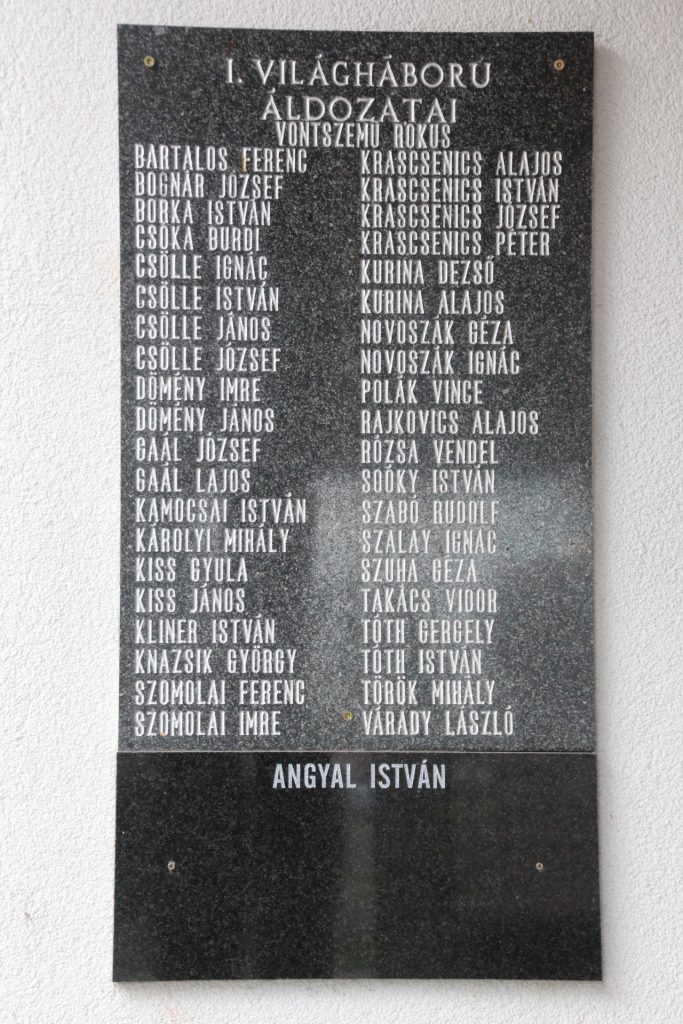 I. VILÁGHÁBORÚ
ÁLDOZATAI
VONTSZEMÜ RÓKUS
BARTALOS FERENC
BOGNÁR JÓZSEF
BORKA ISTVÁN
CSÓKA BURDI
CSÖLLE IGNÁC
CSÖLLE ISTVÁN
CSÖLLE JÁNOS
CSÖLLE JÓZSEF
DÖMÉNY IMRE
DÖMÉNY JÁNOS
GAÁL JÓZSEF
GAÁL LAJOS
KAMOCSAI ISTVÁN
KÁROLYI MIHÁLY
KISS GYULA
KISS JÁNOS
KLINER ISTVÁN
KNAZSIK GYÖRGY
SZOMOLAI FERENC
SZOMOLAI IMRE
KRASCSENICS ALAJOS
KRASCSENICS ISTVÁN
KRASCSENICS JÓZSEF
KRASCSENICS PÉTER
KURINA DEZSŐ
KURINA ALAJOS
NOVOSZÁK GÉZA
NOVOSZÁK IGNÁC
POLÁK VINCE
RAJKOVICS ALAJOS
RÓZSA VENDEL
SOÓKY ISTVÁN
SZABÓ RUDOLF
SZALAY IGNÁC
SZUHA GÉZA
TAKÁCS VIDOR
TÓTH GERGELY
TÓTH ISTVÁN
TÖRÖK MIHÁLY
VÁRADY LÁSZLÓ
ANGYAL ISTVÁN